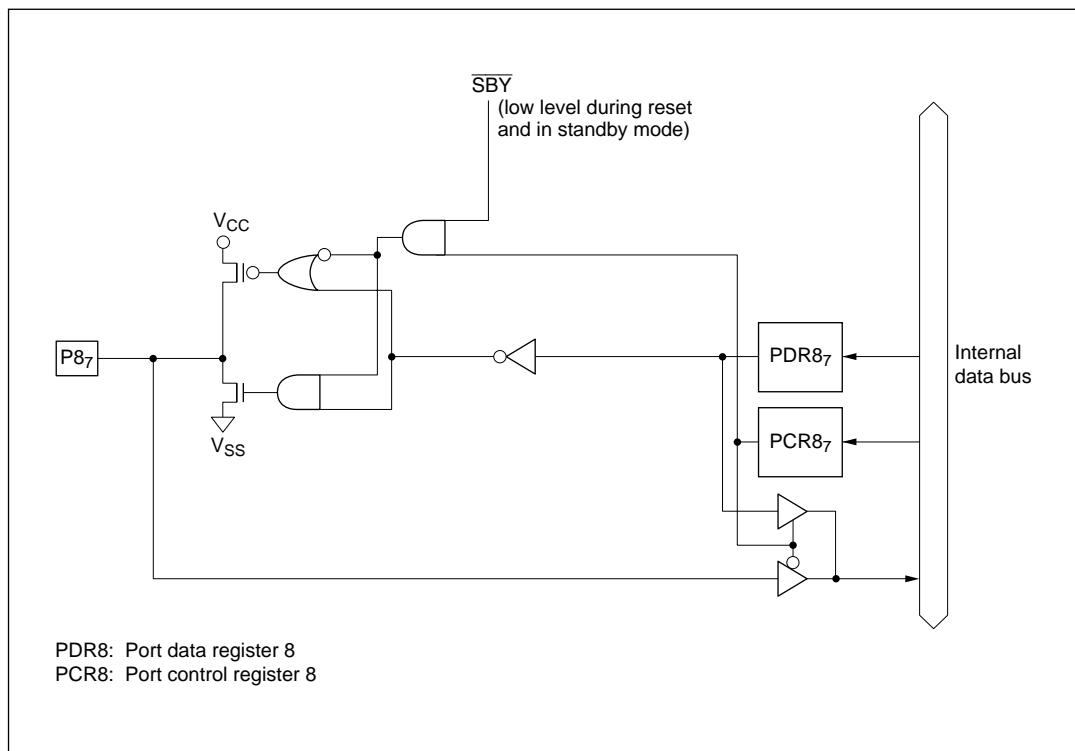 SBY
(low level during reset
and in standby mode)
VCC
P87
PDR87
Internal
data bus
PCR87
VSS
PDR8: Port data register 8
PCR8: Port control register 8